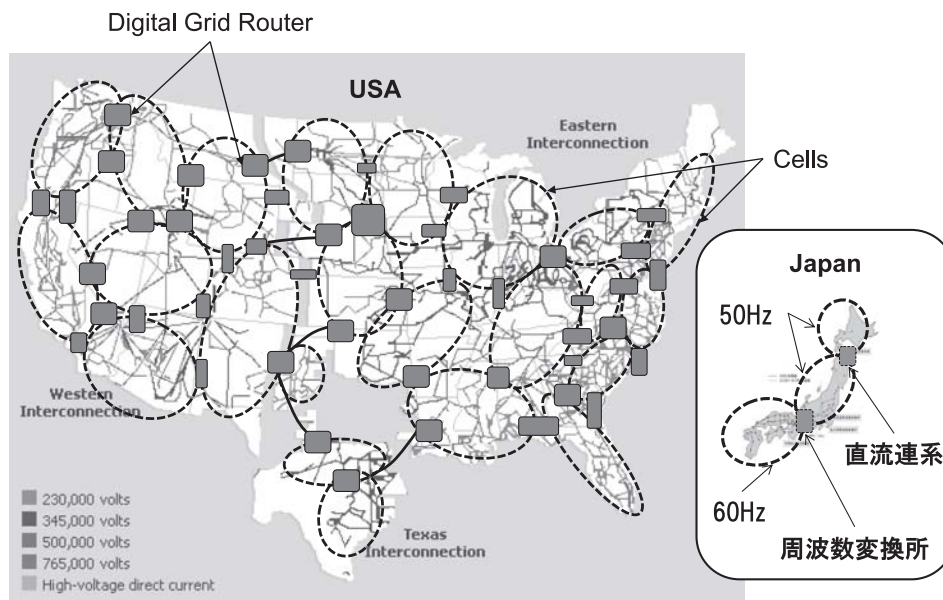 Digital Grid Router
USA
Eastern
Interconnection
Cells
Western
Interconnection
Texas
Interconnection
230,000 volts
345,000 volts
500,000 volts
765,000 volts
High-voltage direct current
Japan
50Hz
直流連系
60Hz
周波数変換所